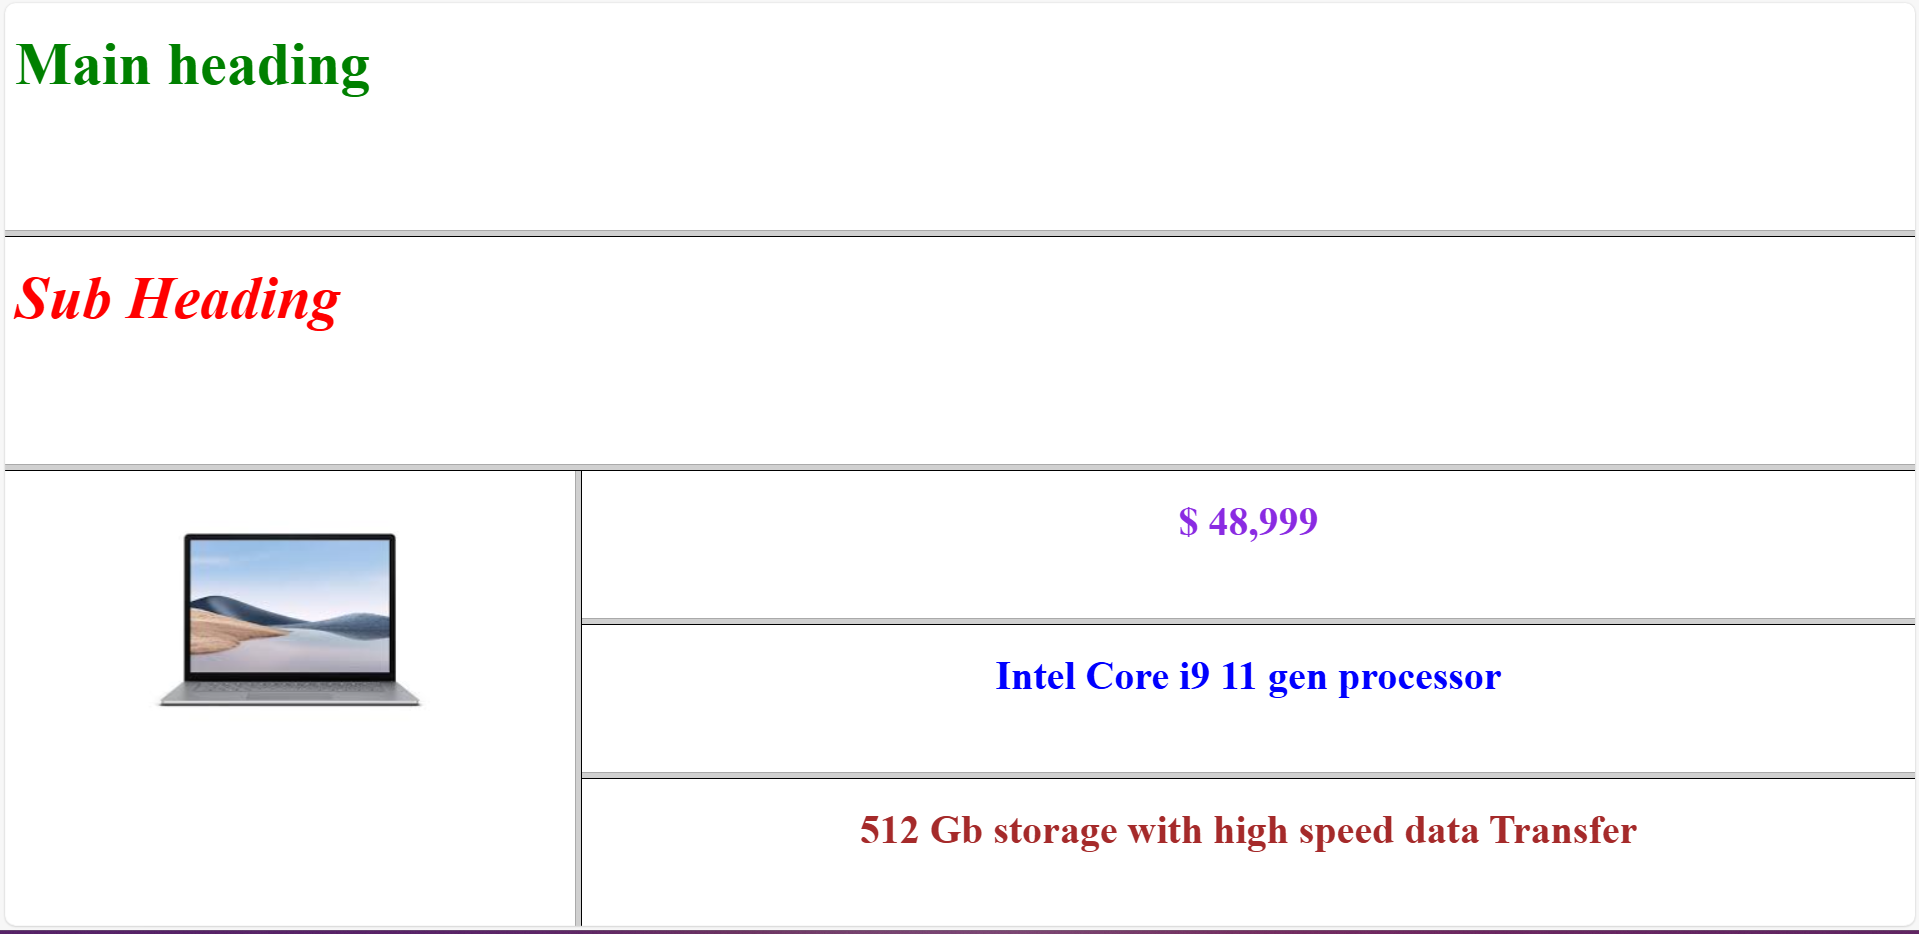 Main heading
Sub Heading
$ 48,999
Intel Core i9 11 gen processor
512 Gb storage with high speed data Transfer